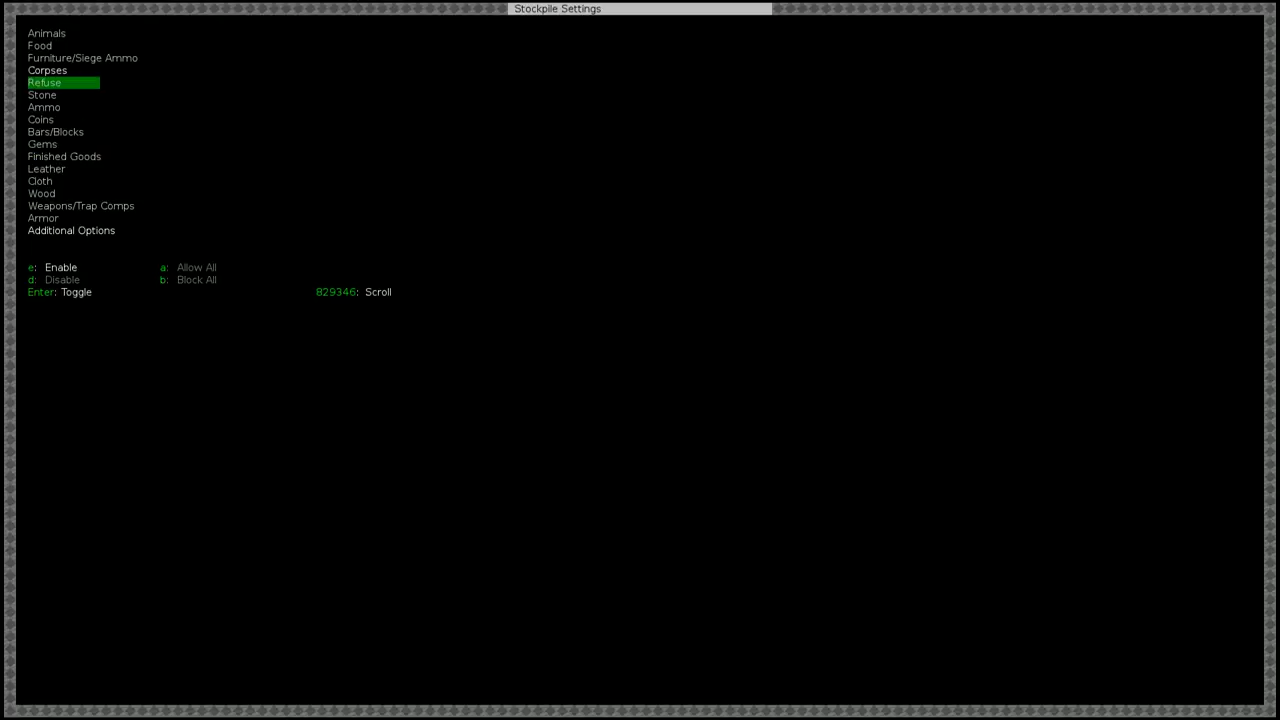 Stockpile Settings
Animals
Food
Furniture/Siege Ammo
Corpses
Refuse
Stone
Ammo
Coins
Bars/Blocks
Gems
Finished Goods
Leather
Cloth
Wood
Weapons/Trap Comps
Armor
Additional Options
e: Enable a: Allow All
d: Disable b: Block All
Enter: Toggle 829346: Scroll